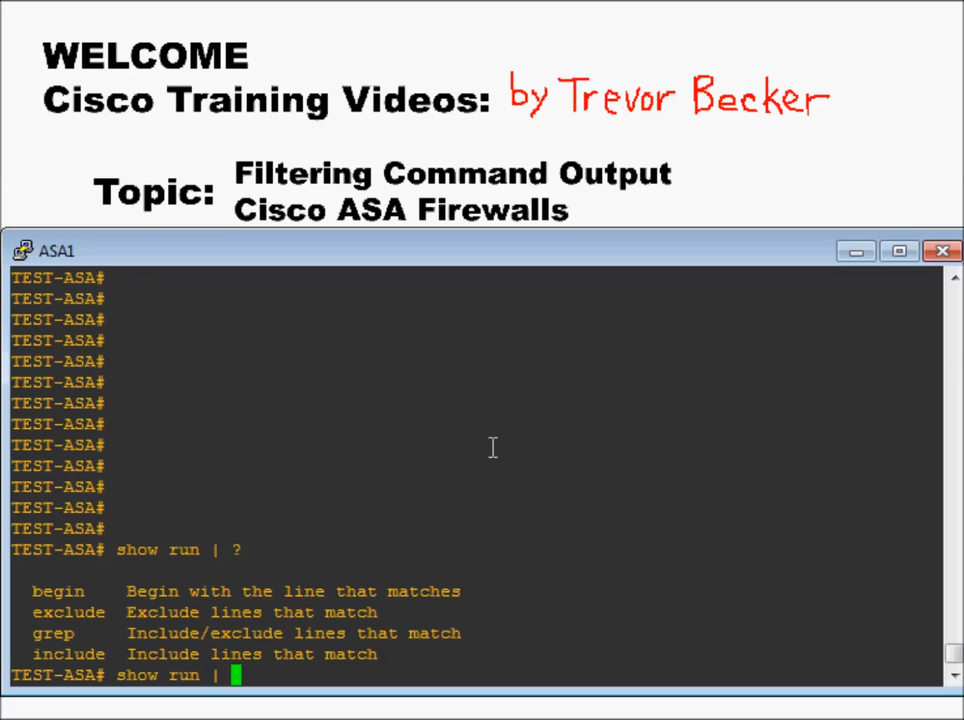 WELCOME
Cisco Training Videos: by Trevor Becker
Topic: Filtering Command Output
Cisco ASA Firewalls
ASA1
TEST-ASA#
TEST-ASA#
TEST-ASA#
TEST-ASA#
TEST-ASA#
TEST-ASA#
TEST-ASA#
TEST-ASA#
TEST-ASA#
TEST-ASA#
TEST-ASA#
TEST-ASA#
TEST-ASA#
TEST-ASA# show run | ?
begin Begin with the line that matches
exclude Exclude lines that match
grep Include/exclude lines that match
include Include lines that match
TEST-ASA# show run |